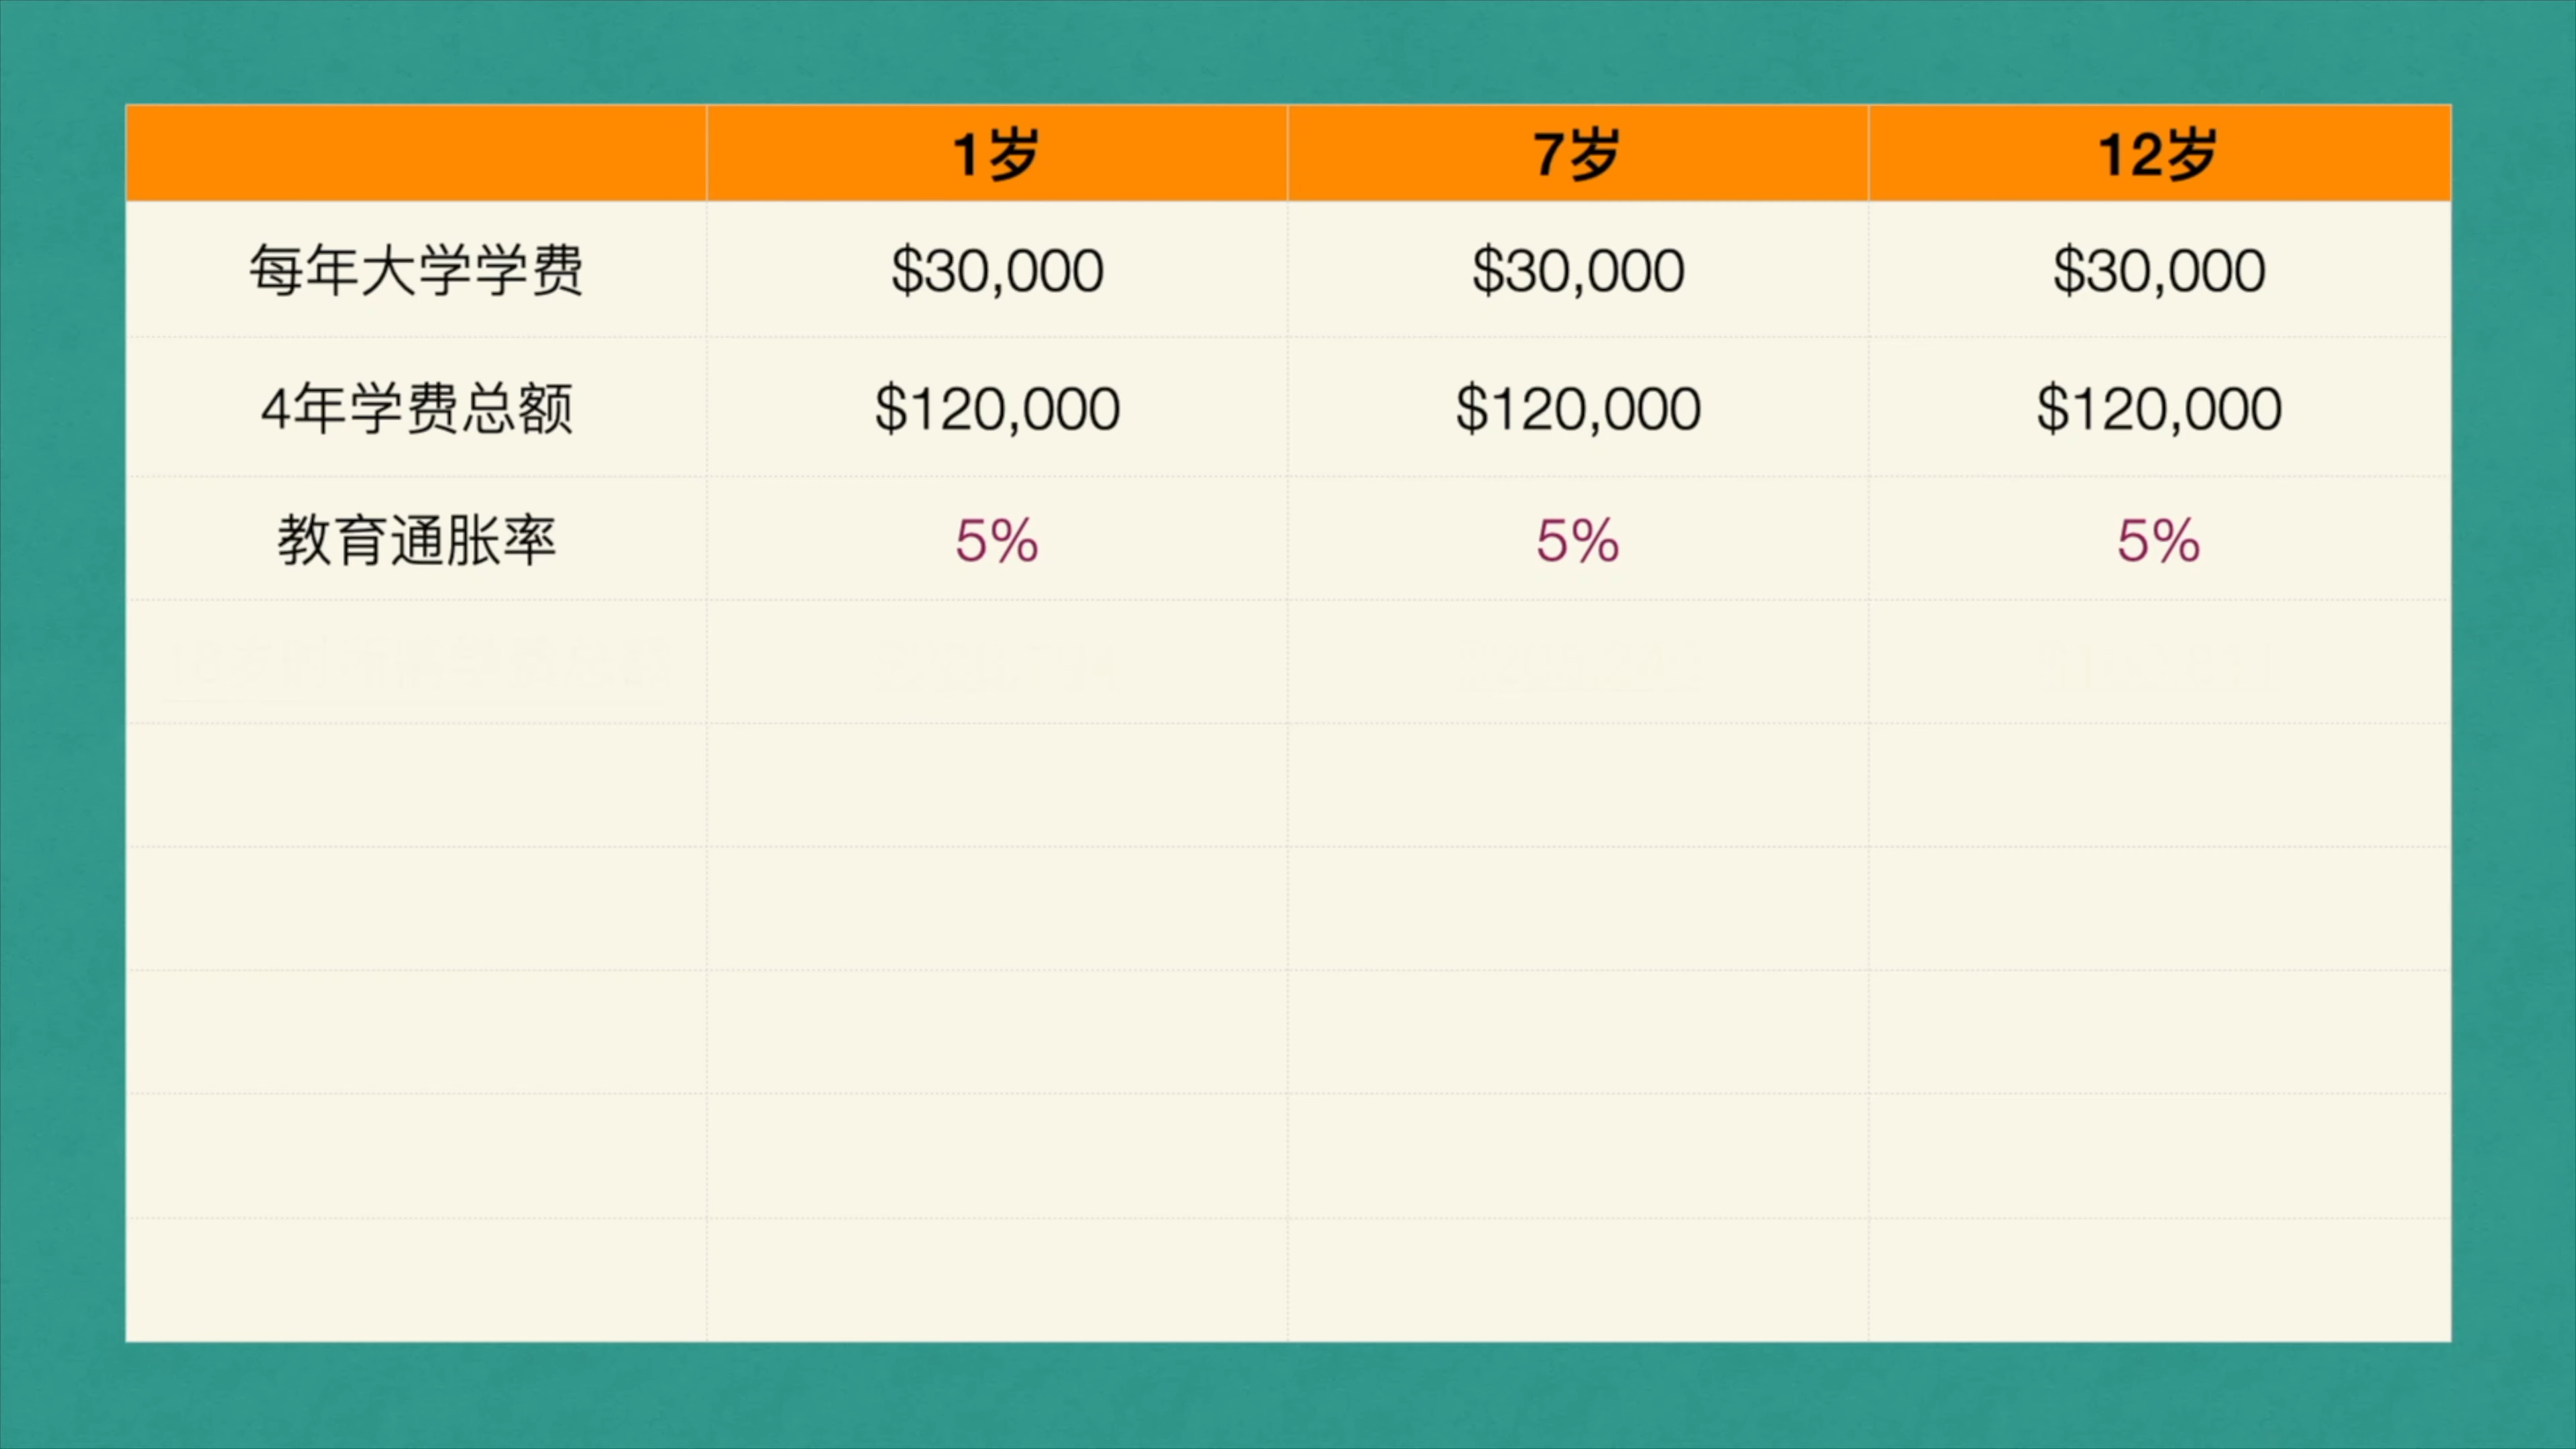 1岁 7岁 12岁
每年大学学费 $30,000 $30,000 $30,000
4年学费总额 $120,000 $120,000 $120,000
教育通胀率 5% 5% 5%